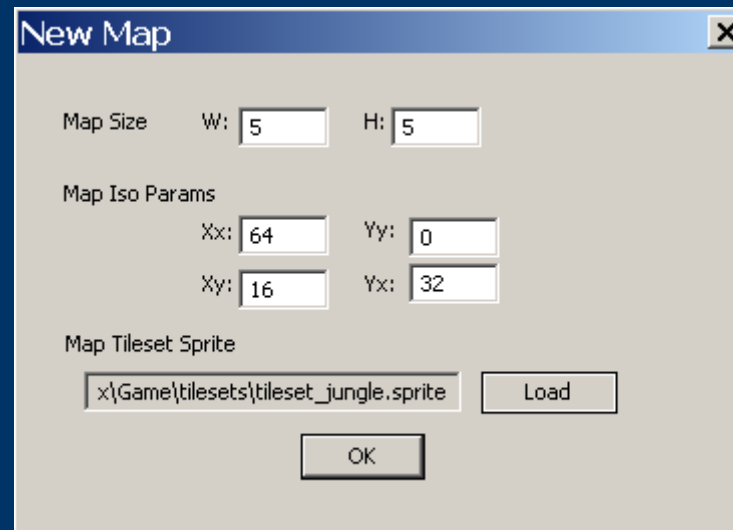 New Map
Map Size W: 5 H: 5
Map Iso Params
Xx: 64 Yy: 0
Xy: 16 Yx: 32
Map Tileset Sprite
x\Game\tilesets\tileset_jungle.sprite Load
OK